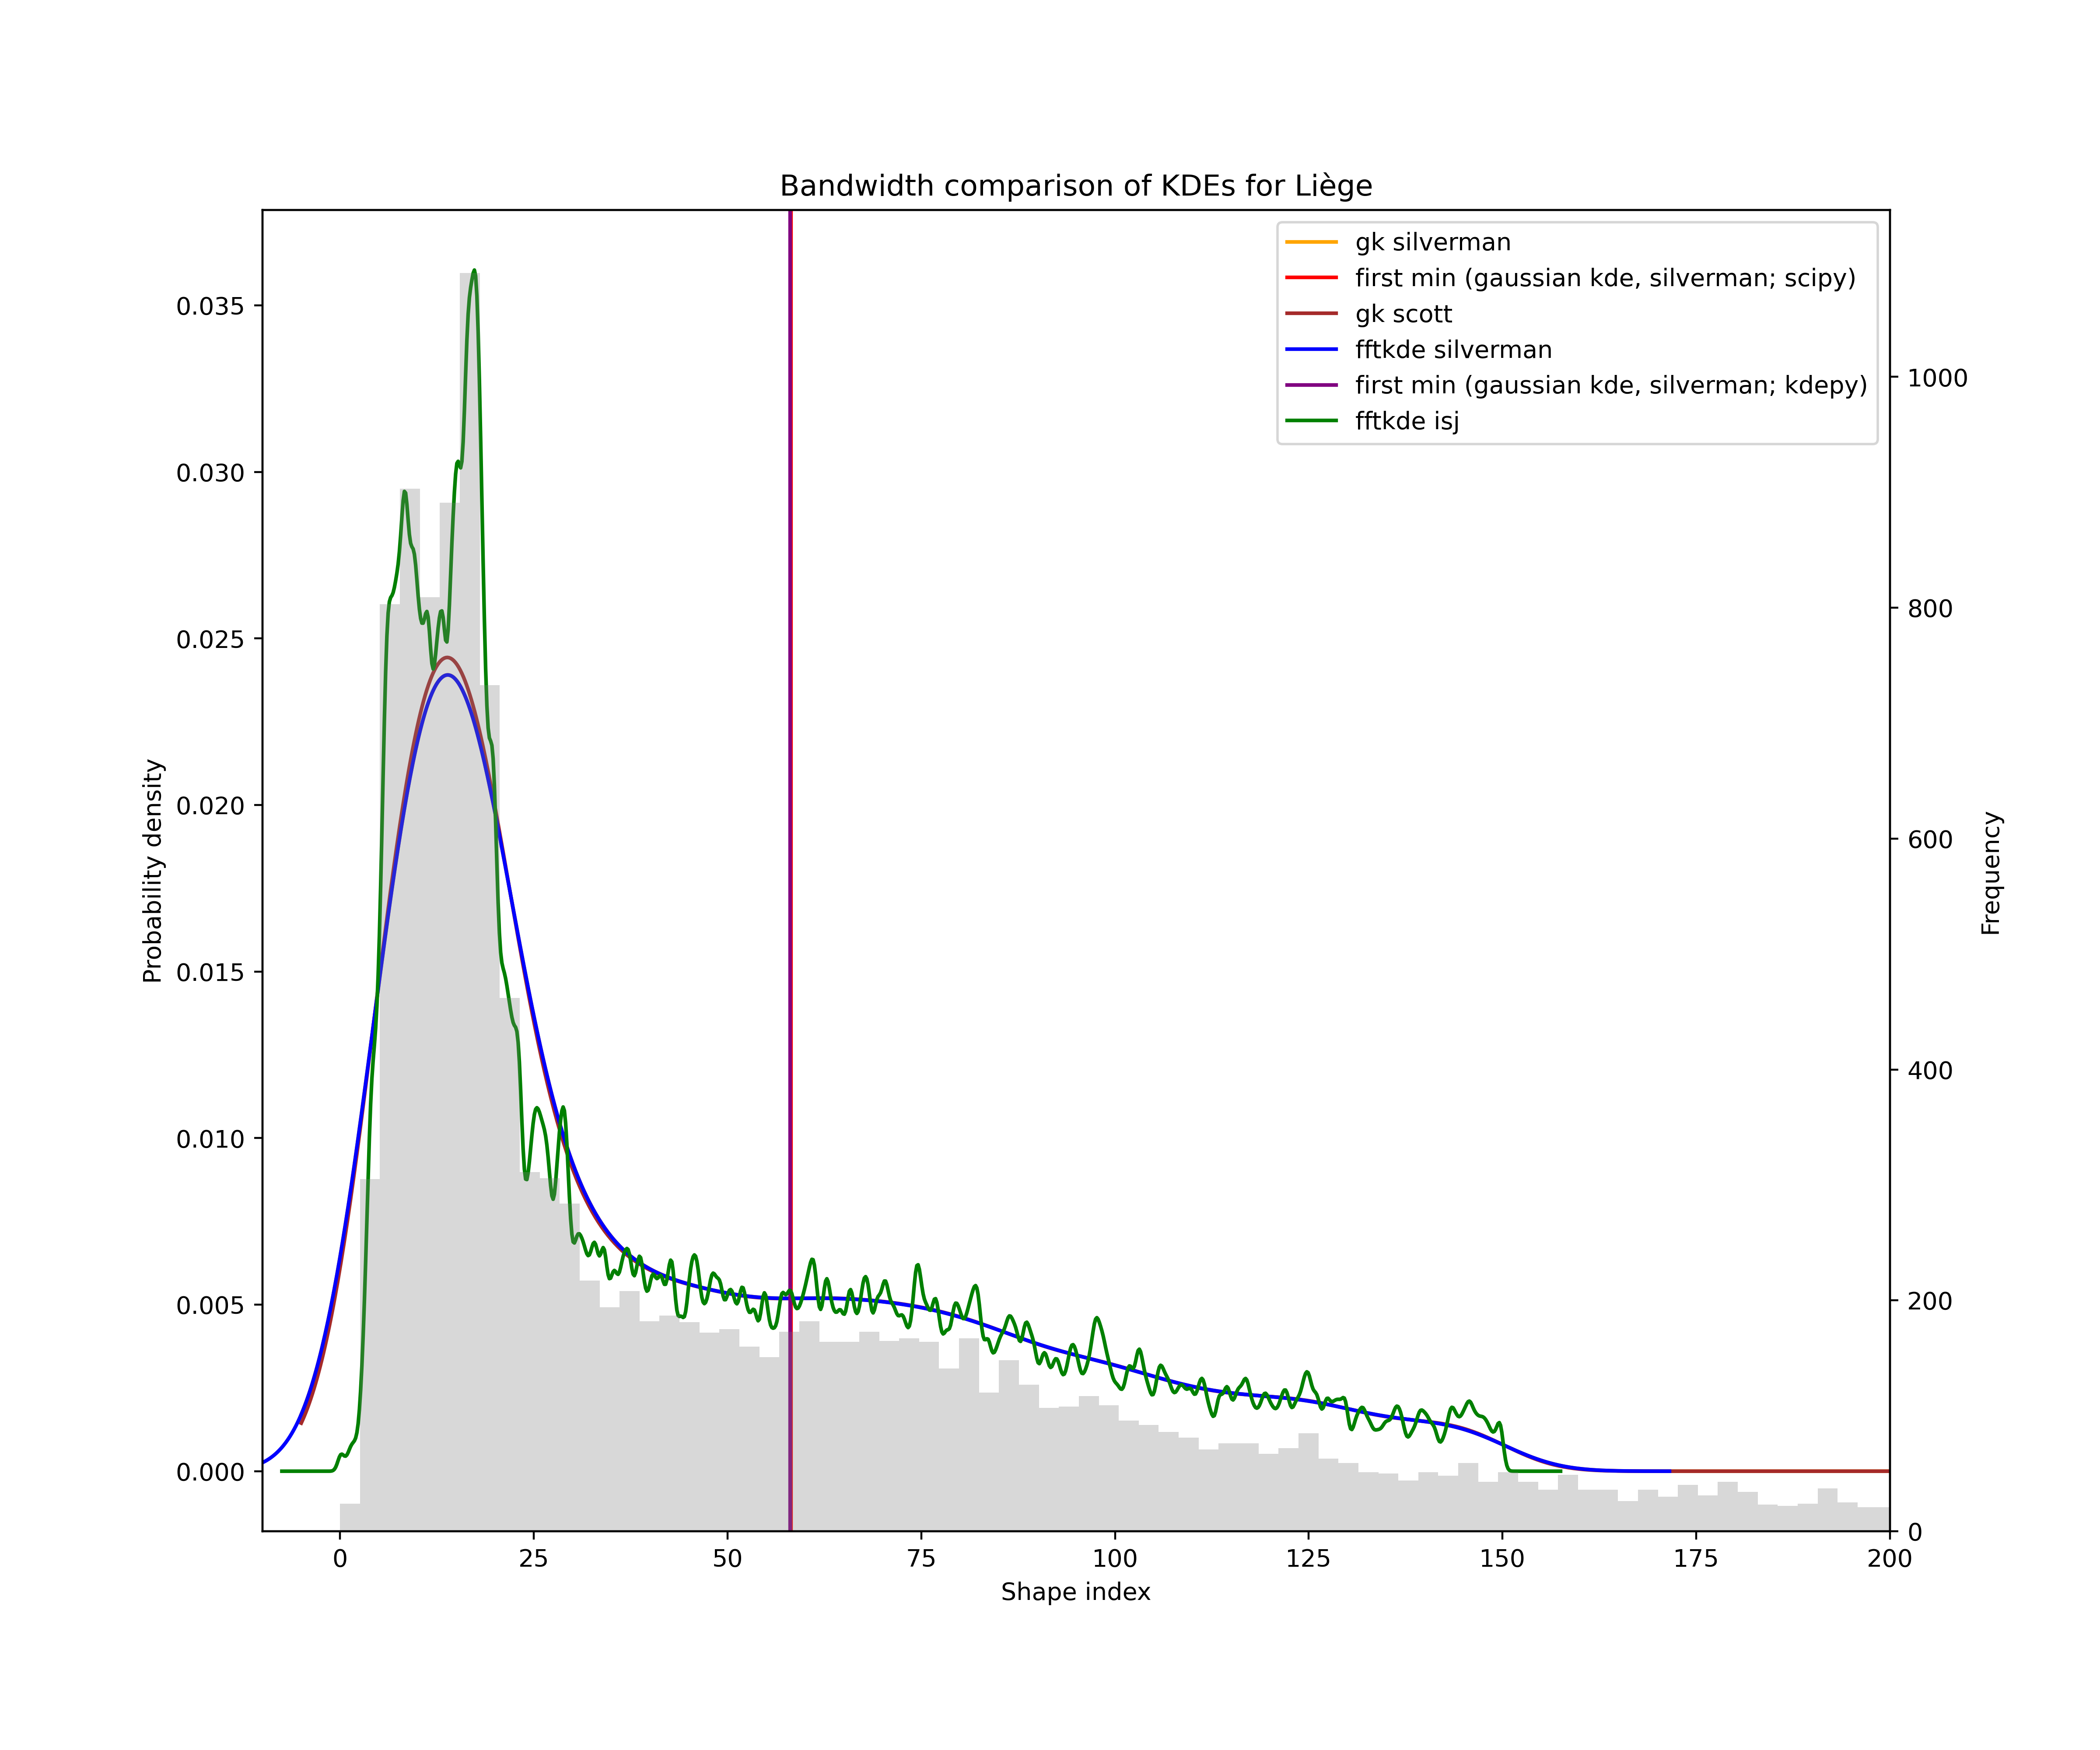 Bandwidth comparison of KDEs for Liège
gk silverman
first min (gaussian kde, silverman; scipy)
gk scott
fftkde silverman
first min (gaussian kde, silverman; kdepy)
fftkde isj
Probability density
0.035
0.030
0.025
0.020
0.015
0.010
0.005
0.000
1000
800
600
400
200
0
Frequency
0 25 50 75 100 125 150 175 200
Shape index